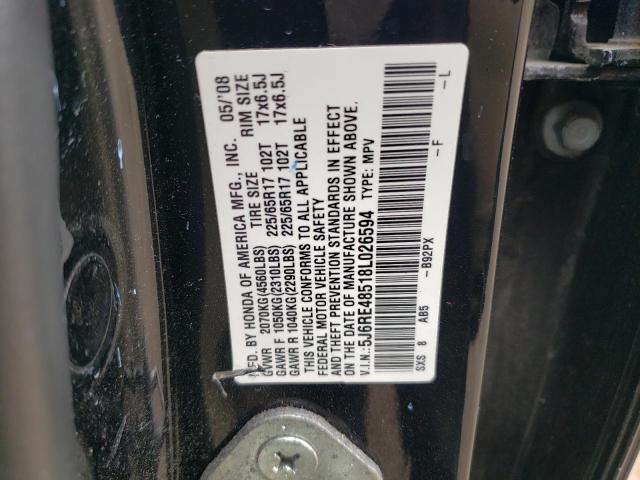 MFD. BY HONDA OF AMERICA MFG., INC. 05/'08
TIRE SIZE RIM SIZE
GVWR 2070KG(4560LBS) 225/65R17 102T 17x6.5J
GAWR F 1050KG(2310LBS) 225/65R17 102T 17x6.5J
GAWR R 1040KG(2290LBS)
THIS VEHICLE CONFORMS TO ALL APPLICABLE
FEDERAL MOTOR VEHICLE SAFETY
AND THEFT PREVENTION STANDARDS IN EFFECT
ON THE DATE OF MANUFACTURE SHOWN ABOVE.
V.I.N.: 5J6RE48518L026594 TYPE: MPV
SXS 8 AB5 -B92PX -F -L